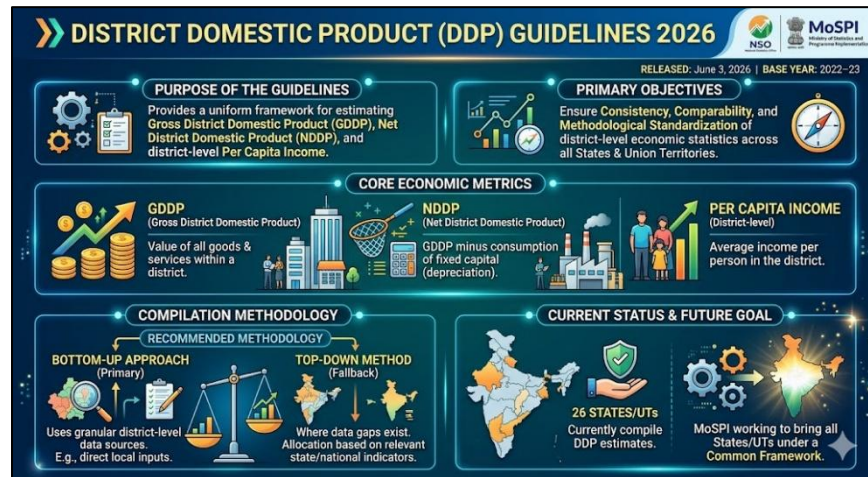 DISTRICT DOMESTIC PRODUCT (DDP) GUIDELINES 2026
NSO
MoSPI
Ministry of Statistics and
Programme Implementation
RELEASED: June 3, 2026 | BASE YEAR: 2022–23
PURPOSE OF THE GUIDELINES
Provides a uniform framework for estimating
Gross District Domestic Product (GDDP), Net
District Domestic Product (NDDP), and
district-level Per Capita Income.
PRIMARY OBJECTIVES
Ensure Consistency, Comparability, and
Methodological Standardization of
district-level economic statistics across
all States & Union Territories.
CORE ECONOMIC METRICS
GDDP
(Gross District Domestic Product)
Value of all goods &
services within a
district.
NDDP
(Net District Domestic Product)
GDDP minus consumption
of fixed capital
(depreciation).
PER CAPITA INCOME
(District-level)
Average income per
person in the district.
COMPILATION METHODOLOGY
RECOMMENDED METHODOLOGY
BOTTOM-UP APPROACH
(Primary)
Uses granular district-level
data sources.
E.g., direct local inputs.
TOP-DOWN METHOD
(Fallback)
Where data gaps exist.
Allocation based on relevant
state/national indicators.
CURRENT STATUS & FUTURE GOAL
26 STATES/UTs
Currently compile
DDP estimates.
MoSPI working to bring all
States/UTs under a
Common Framework.